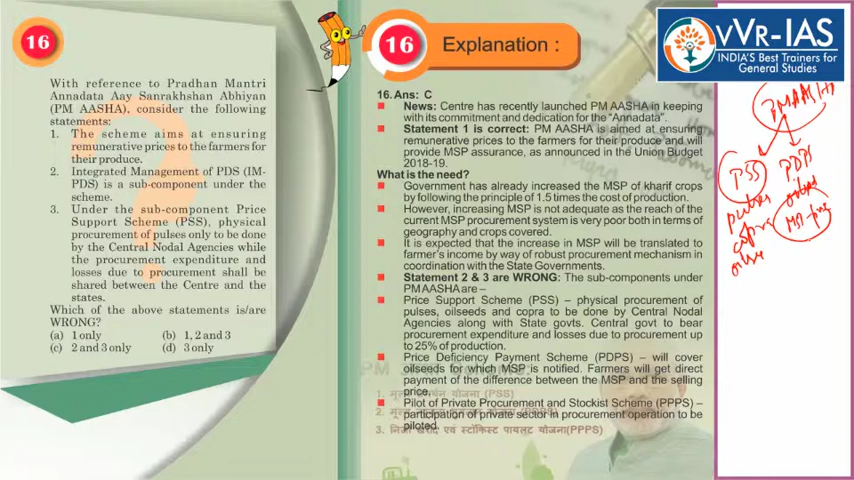 16
With reference to Pradhan Mantri
Annadata Aay Sanrakshan Abhiyan
(PM AASHA), consider the following
statements:
1. The scheme aims at ensuring
remunerative prices to the farmers for
their produce.
2. Integrated Management of PDS (IM-
PDS) is a sub-component under the
scheme.
3. Under the sub-component Price
Support Scheme (PSS), physical
procurement of pulses only to be done
by the Central Nodal Agencies while
the procurement expenditure and
losses due to procurement shall be
shared between the Centre and the
states.
Which of the above statements is/are
WRONG?
(a) 1 only (b) 1, 2 and 3
(c) 2 and 3 only (d) 3 only
16 Explanation :
16. Ans: C
News: Centre has recently launched PM AASHA in keeping
with its commitment and dedication for the "Annadata".
Statement 1 is correct: PM AASHA is aimed at ensuring
remunerative prices to the farmers for their produce and will
provide MSP assurance, as announced in the Union Budget
2018-19.
What is the need?
Government has already increased the MSP of kharif crops
by following the principle of 1.5 times the cost of production.
However, increasing MSP is not adequate as the reach of the
current MSP procurement system is very poor both in terms of
geography and crops covered.
It is expected that the increase in MSP will be translated to
farmer's income by way of robust procurement mechanism in
coordination with the State Governments.
Statement 2 & 3 are WRONG: The sub-components under
PM AASHA are –
Price Support Scheme (PSS) – physical procurement of
pulses, oilseeds and copra to be done by Central Nodal
Agencies along with State govts. Central govt to bear
procurement expenditure and losses due to procurement up
to 25% of production.
Price Deficiency Payment Scheme (PDPS) – will cover
oilseeds for which MSP is notified. Farmers will get direct
payment of the difference between the MSP and the selling
price.
Pilot of Private Procurement and Stockist Scheme (PPPS) –
participation of private sector in procurement operation to be
piloted.
1. समर्थन योजना (PSS)
2. (PDPS)
3. निजी खरीद एवं स्टॉकिस्ट पायलट योजना(PPPS)
vVr-IAS
INDIA'S Best Trainers for
General Studies
PMAASHA
PSS PDPS
pulses
copra